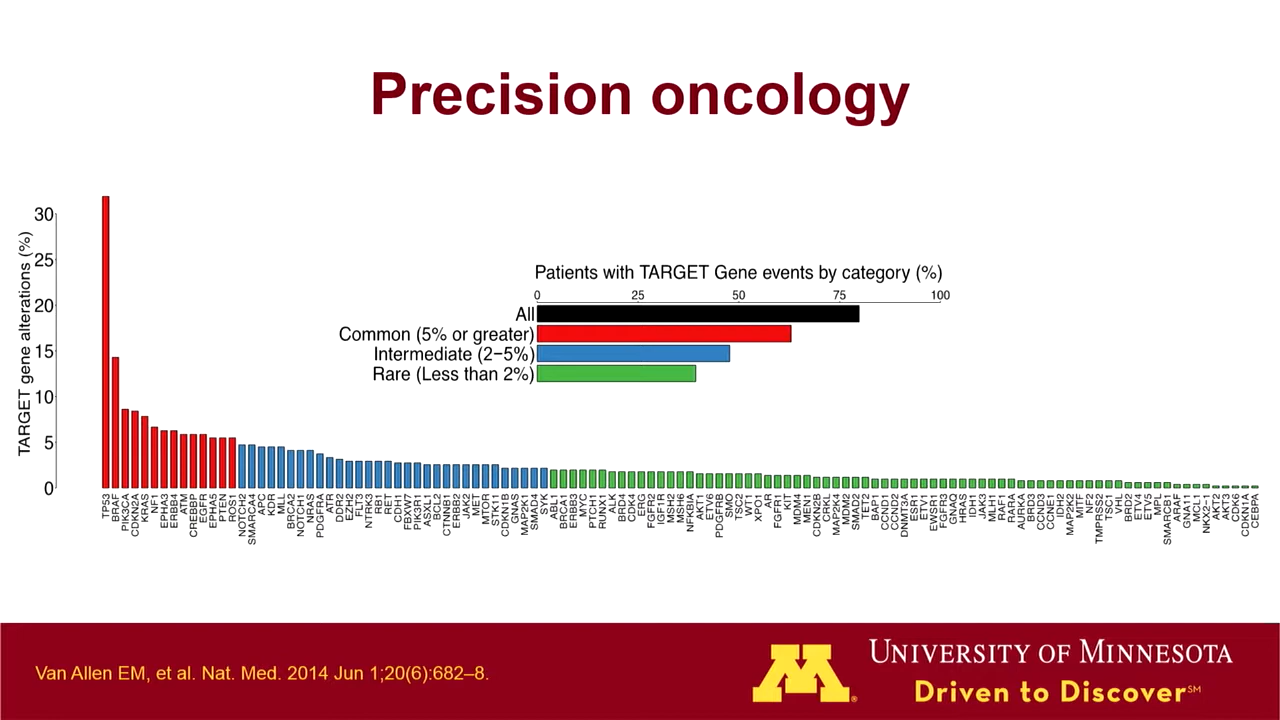 Precision oncology
TARGET gene alterations (%)
30
25
20
15
10
5
0
Patients with TARGET Gene events by category (%)
0 25 50 75 100
All
Common (5% or greater)
Intermediate (2−5%)
Rare (Less than 2%)
TP53 BRAF PIK3CA CDKN2A KRAS NF1 EPHA3 ERBB4 ATM CREBBP EGFR EPHA5 PTEN ROS1 NOTCH2 SMARCA4 APC KDR MLL BRCA2 NOTCH1 NRAS PDGFRA ATR DDR2 EZH2 FLT3 NTRK3 RB1 RET CDH1 FBXW7 PIK3R1 ASXL1 BCL2 CTNNB1 ERBB2 JAK2 MET MTOR STK11 CDKN1B GNAS MAP2K1 SMAD4 SYK ABL1 BRCA1 ERBB3 MYC PTCH1 RUNX1 ALK BRD4 CDK4 ERG FGFR2 IGF1R MSH2 MSH6 NFKBIA AKT1 ETV6 PDGFRB SMO TSC2 WT1 XPO1 AR FGFR1 KIT MDM4 MEN1 CDKN2B CRKL MAP2K4 MDM2 SMAD2 TET2 BAP1 CCND1 CCND2 DNMT3A ESR1 ETV1 EWSR1 FGFR3 GNAQ HRAS IDH1 JAK3 MLH1 RAF1 RARA AURKA BRD3 CCND3 CCNE1 IDH2 MAP2K2 MITF NF2 TMPRSS2 TSC1 VHL BRD2 ETV4 ETV5 MPL SMARCB1 ARAF GNA11 MCL1 NKX2−1 AKT2 AKT3 CDK6 CDKN1A CEBPA
Van Allen EM, et al. Nat. Med. 2014 Jun 1;20(6):682–8.
M®
UNIVERSITY OF MINNESOTA
Driven to Discover℠